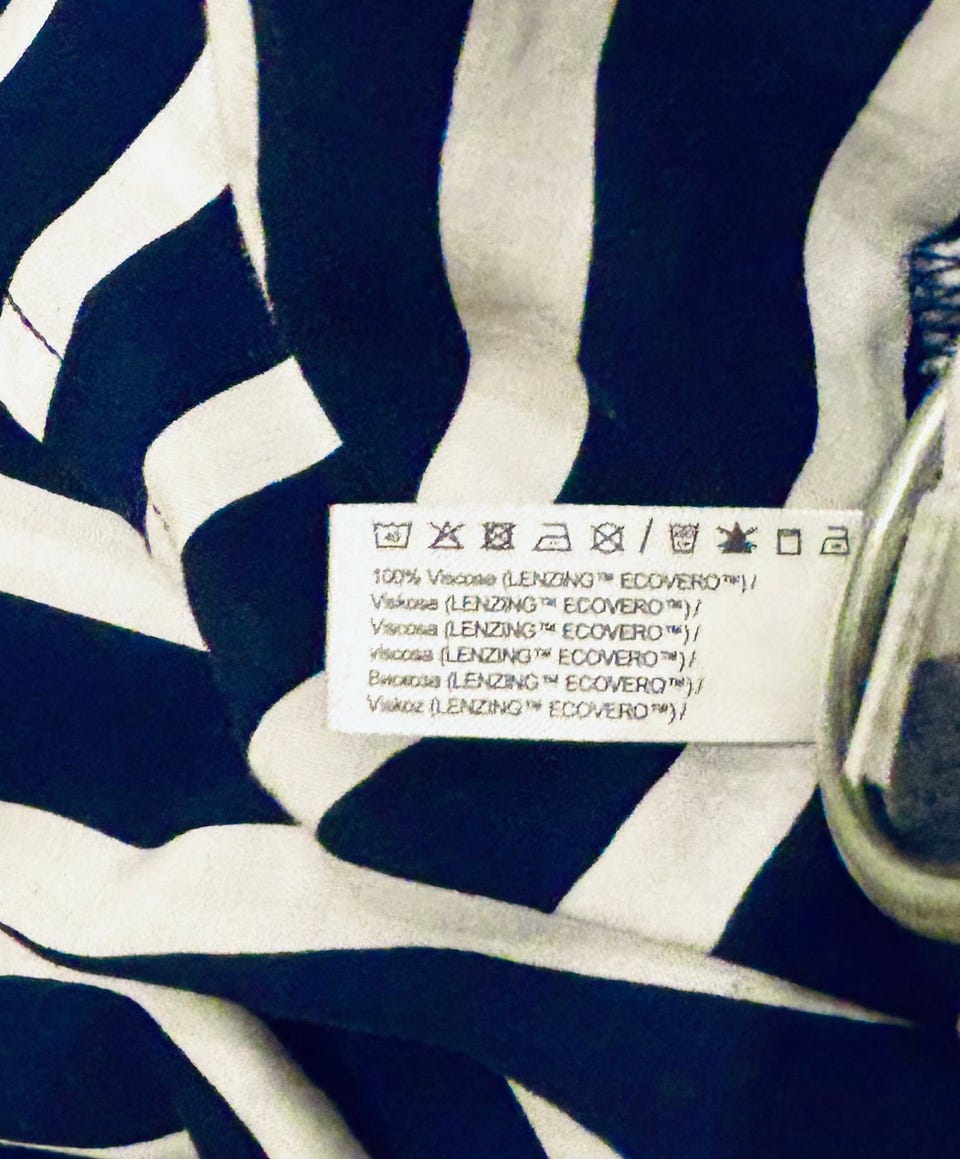 /
100% Viscose (LENZING™ ECOVERO™) /
Viskose (LENZING™ ECOVERO™) /
Viscosa (LENZING™ ECOVERO™) /
viscosa (LENZING™ ECOVERO™) /
Вискоза (LENZING™ ECOVERO™) /
Viskoz (LENZING™ ECOVERO™) /